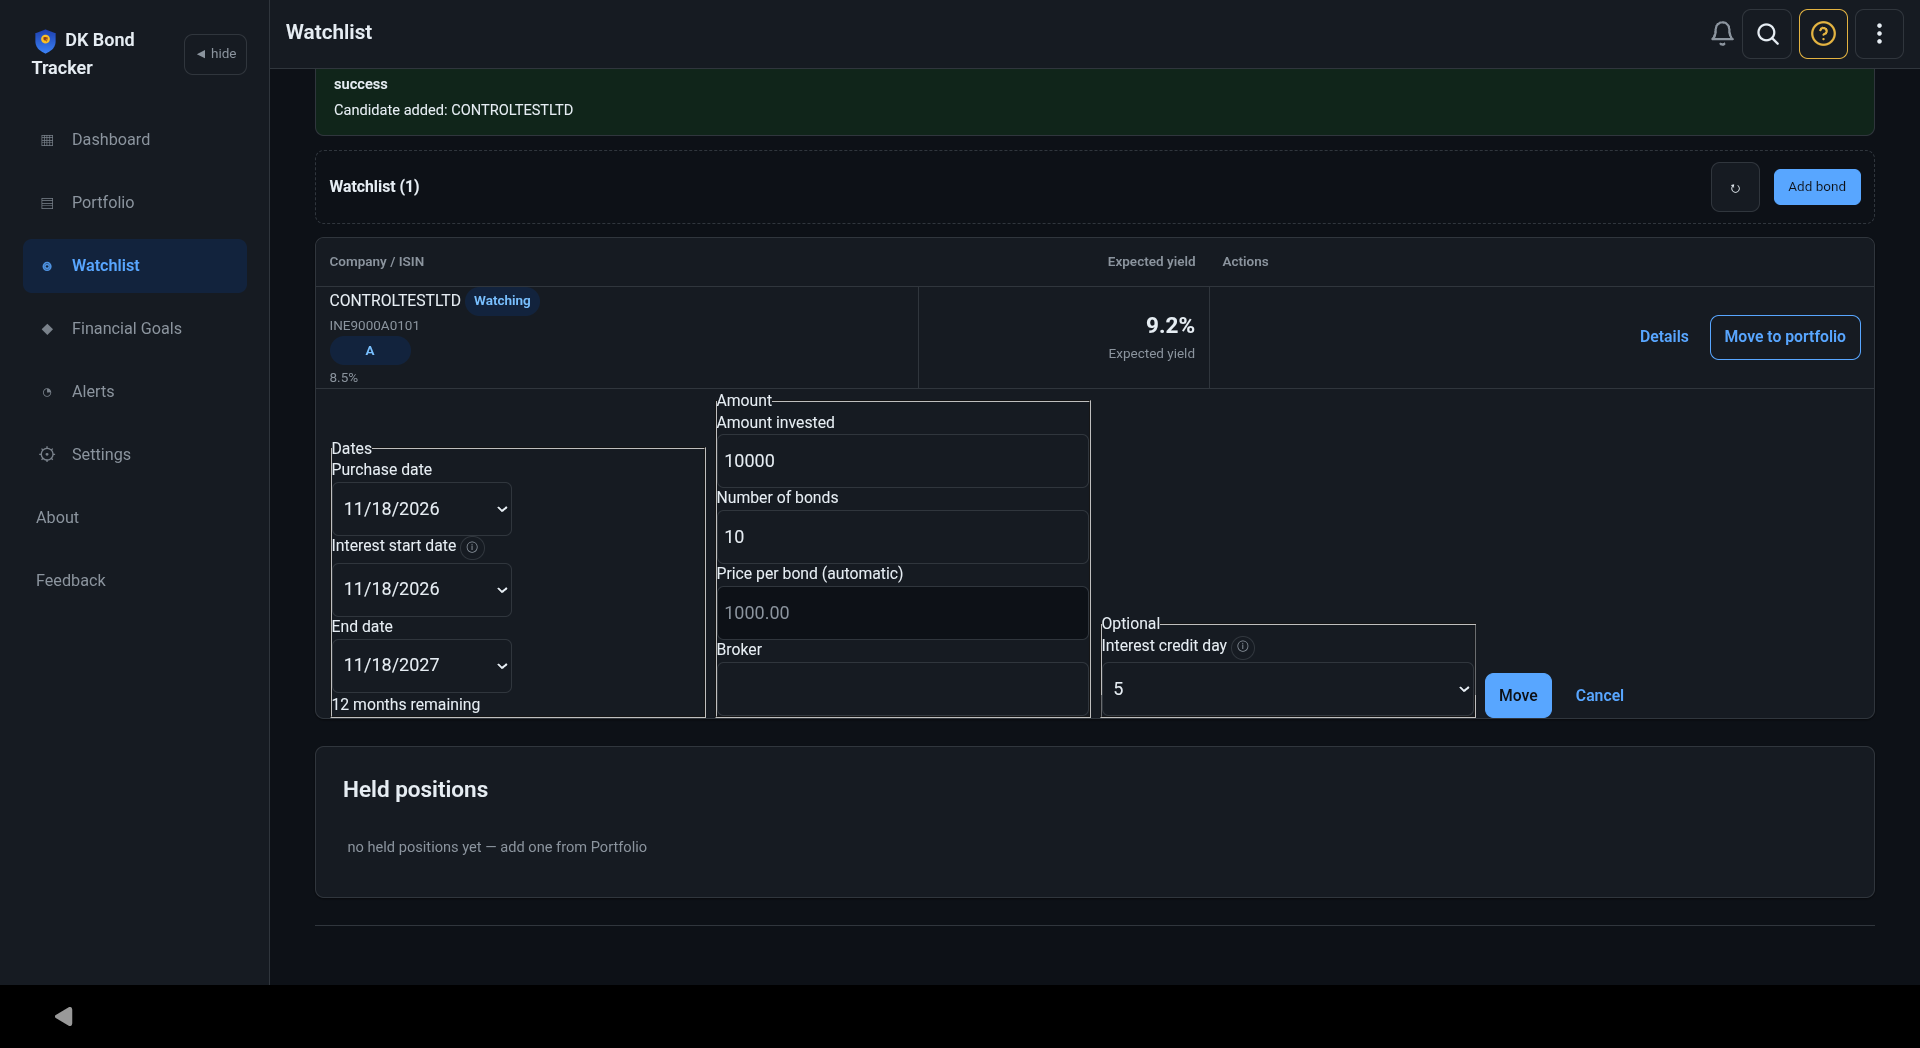 DK Bond
Tracker
◄ hide
Dashboard
Portfolio
Watchlist
Financial Goals
Alerts
Settings
About
Feedback
Watchlist
success
Candidate added: CONTROLTESTLTD
Watchlist (1)
Add bond
Company / ISIN
Expected yield
Actions
CONTROLTESTLTD Watching
INE9000A0101
A
8.5%
9.2%
Expected yield
Details
Move to portfolio
Dates
Purchase date
11/18/2026
Interest start date ⓘ
11/18/2026
End date
11/18/2027
12 months remaining
Amount
Amount invested
10000
Number of bonds
10
Price per bond (automatic)
1000.00
Broker
Optional
Interest credit day ⓘ
5
Move
Cancel
Held positions
no held positions yet — add one from Portfolio